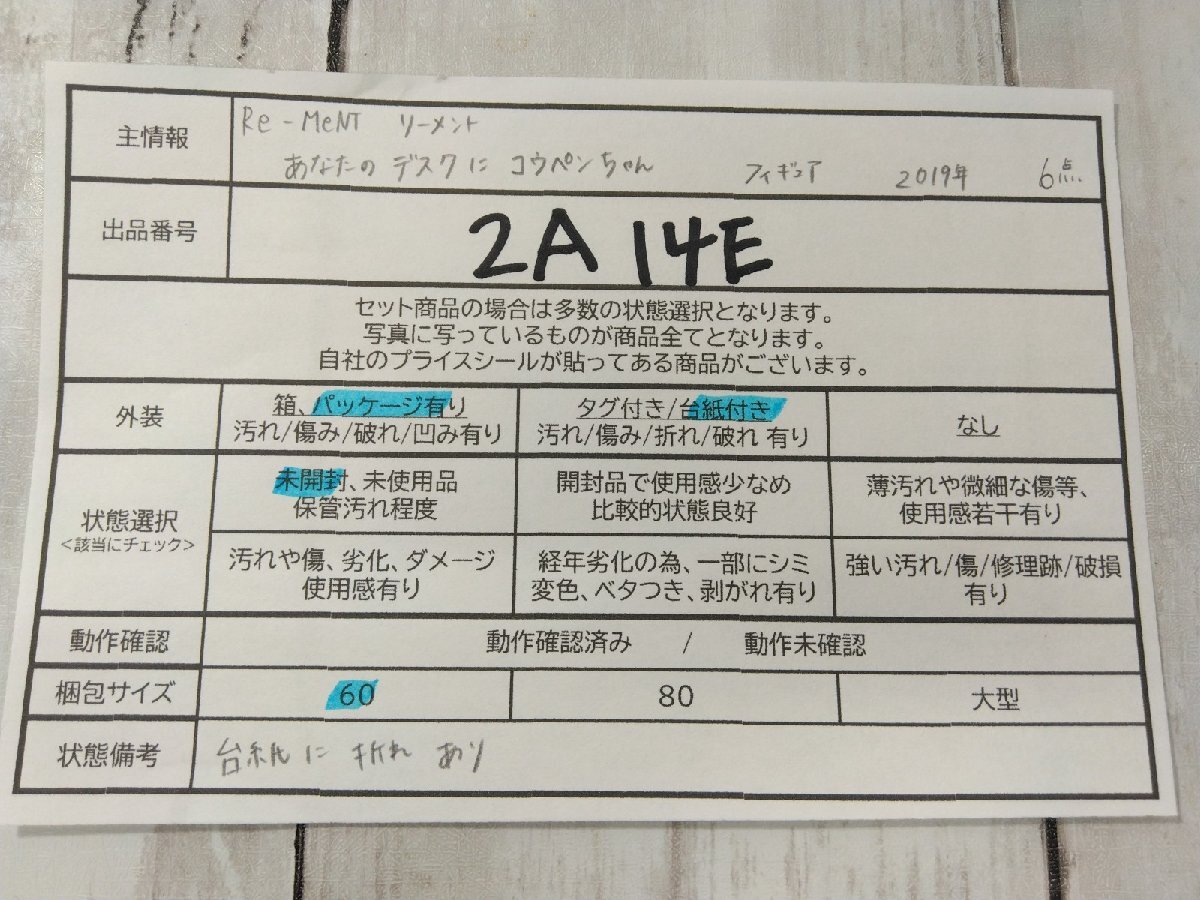 主情報
Re-MeNT リーメント
あなたの デスクに コウペンちゃん フィギュア 2019年 6点
出品番号
2A 14E
セット商品の場合は多数の状態選択となります。
写真に写っているものが商品全てとなります。
自社のプライスシールが貼ってある商品がございます。
外装
箱、パッケージ有り
汚れ/傷み/破れ/凹み有り
タグ付き/台紙付き
汚れ/傷み/折れ/破れ 有り
なし
状態選択
<該当にチェック>
未開封、未使用品
保管汚れ程度
開封品で使用感少なめ
比較的状態良好
薄汚れや微細な傷等、
使用感若干有り
汚れや傷、劣化、ダメージ
使用感有り
経年劣化の為、一部にシミ
変色、ベタつき、剥がれ有り
強い汚れ/傷/修理跡/破損
有り
動作確認
動作確認済み / 動作未確認
梱包サイズ
60
80
大型
状態備考
台紙に 折れ あり